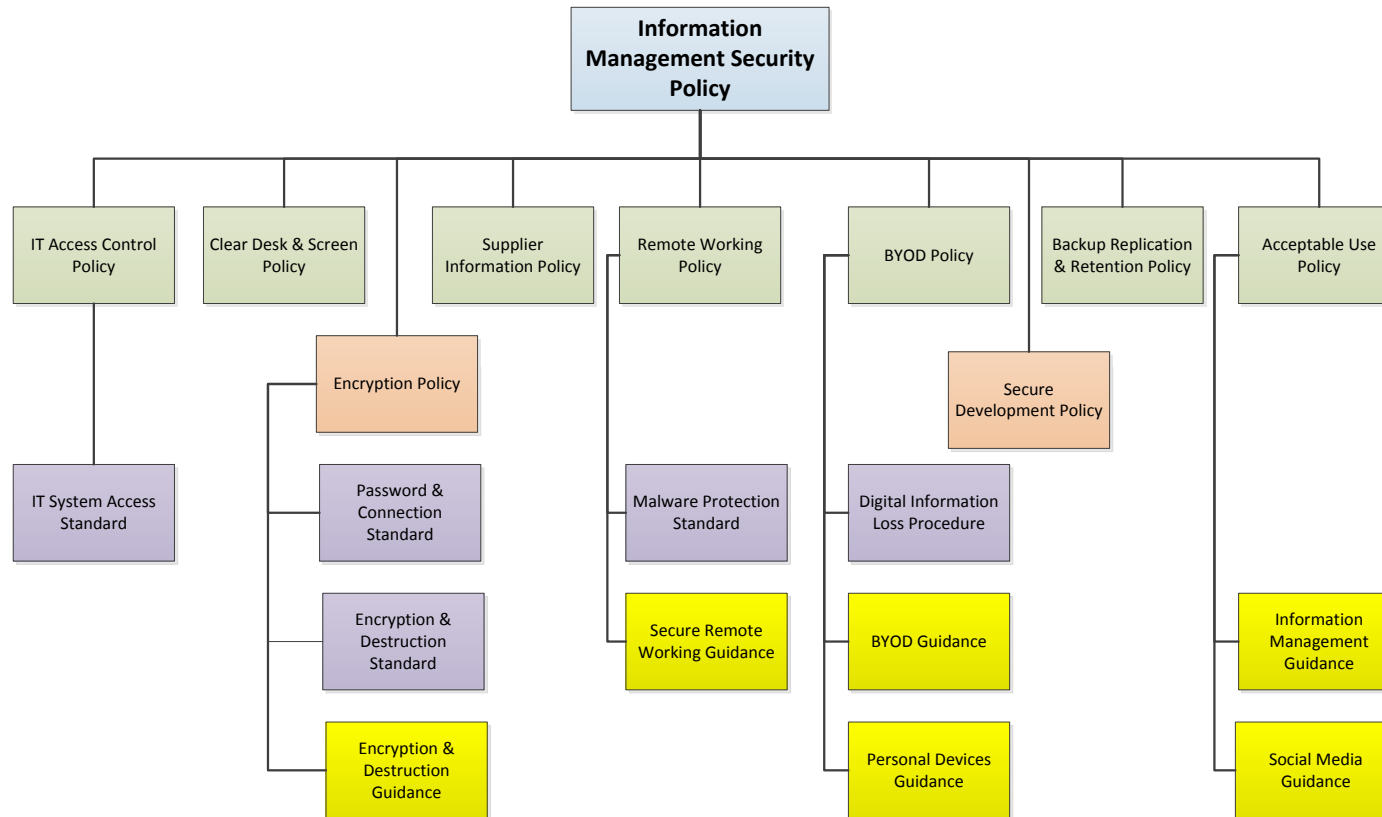 Information
Management Security
Policy
IT Access Control
Policy
Clear Desk & Screen
Policy
Supplier
Information Policy
Remote Working
Policy
BYOD Policy
Backup Replication
& Retention Policy
Acceptable Use
Policy
Encryption Policy
Secure
Development Policy
IT System Access
Standard
Password &
Connection
Standard
Malware Protection
Standard
Digital Information
Loss Procedure
Encryption &
Destruction
Standard
Secure Remote
Working Guidance
BYOD Guidance
Information
Management
Guidance
Encryption &
Destruction
Guidance
Personal Devices
Guidance
Social Media
Guidance